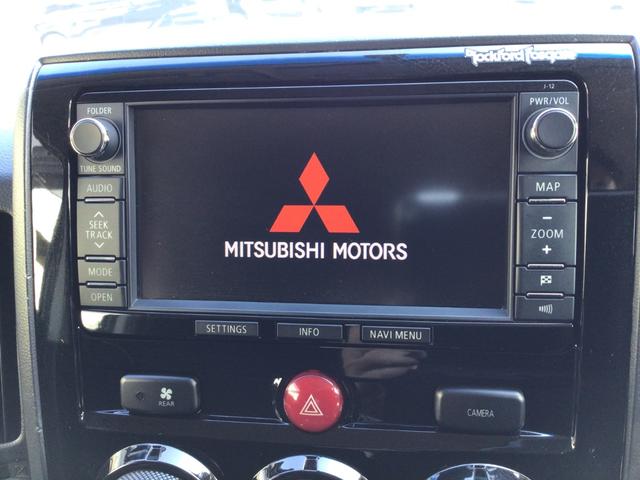 Rockford Fosgate
J-12
FOLDER
TUNE SOUND
AUDIO
SEEK
TRACK
MODE
OPEN
MITSUBISHI MOTORS
PWR/VOL
MAP
ZOOM
SETTINGS
INFO
NAVI MENU
REAR
CAMERA